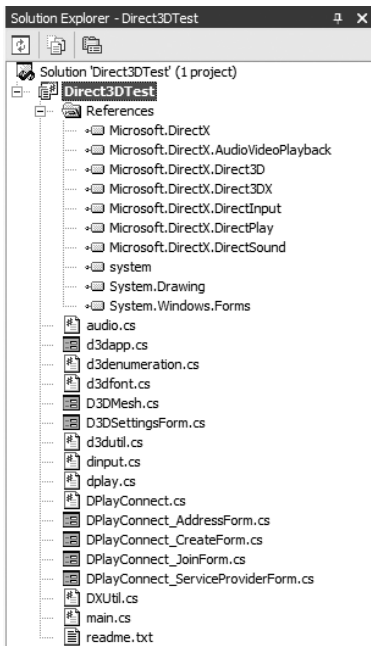 Solution Explorer - Direct3DTest
Solution 'Direct3DTest' (1 project)
Direct3DTest
References
Microsoft.DirectX
Microsoft.DirectX.AudioVideoPlayback
Microsoft.DirectX.Direct3D
Microsoft.DirectX.Direct3DX
Microsoft.DirectX.DirectInput
Microsoft.DirectX.DirectPlay
Microsoft.DirectX.DirectSound
system
System.Drawing
System.Windows.Forms
audio.cs
d3dapp.cs
d3denumeration.cs
d3dfont.cs
D3DMesh.cs
D3DSettingsForm.cs
d3dutil.cs
dinput.cs
dplay.cs
DPlayConnect.cs
DPlayConnect_AddressForm.cs
DPlayConnect_CreateForm.cs
DPlayConnect_JoinForm.cs
DPlayConnect_ServiceProviderForm.cs
DXUtil.cs
main.cs
readme.txt